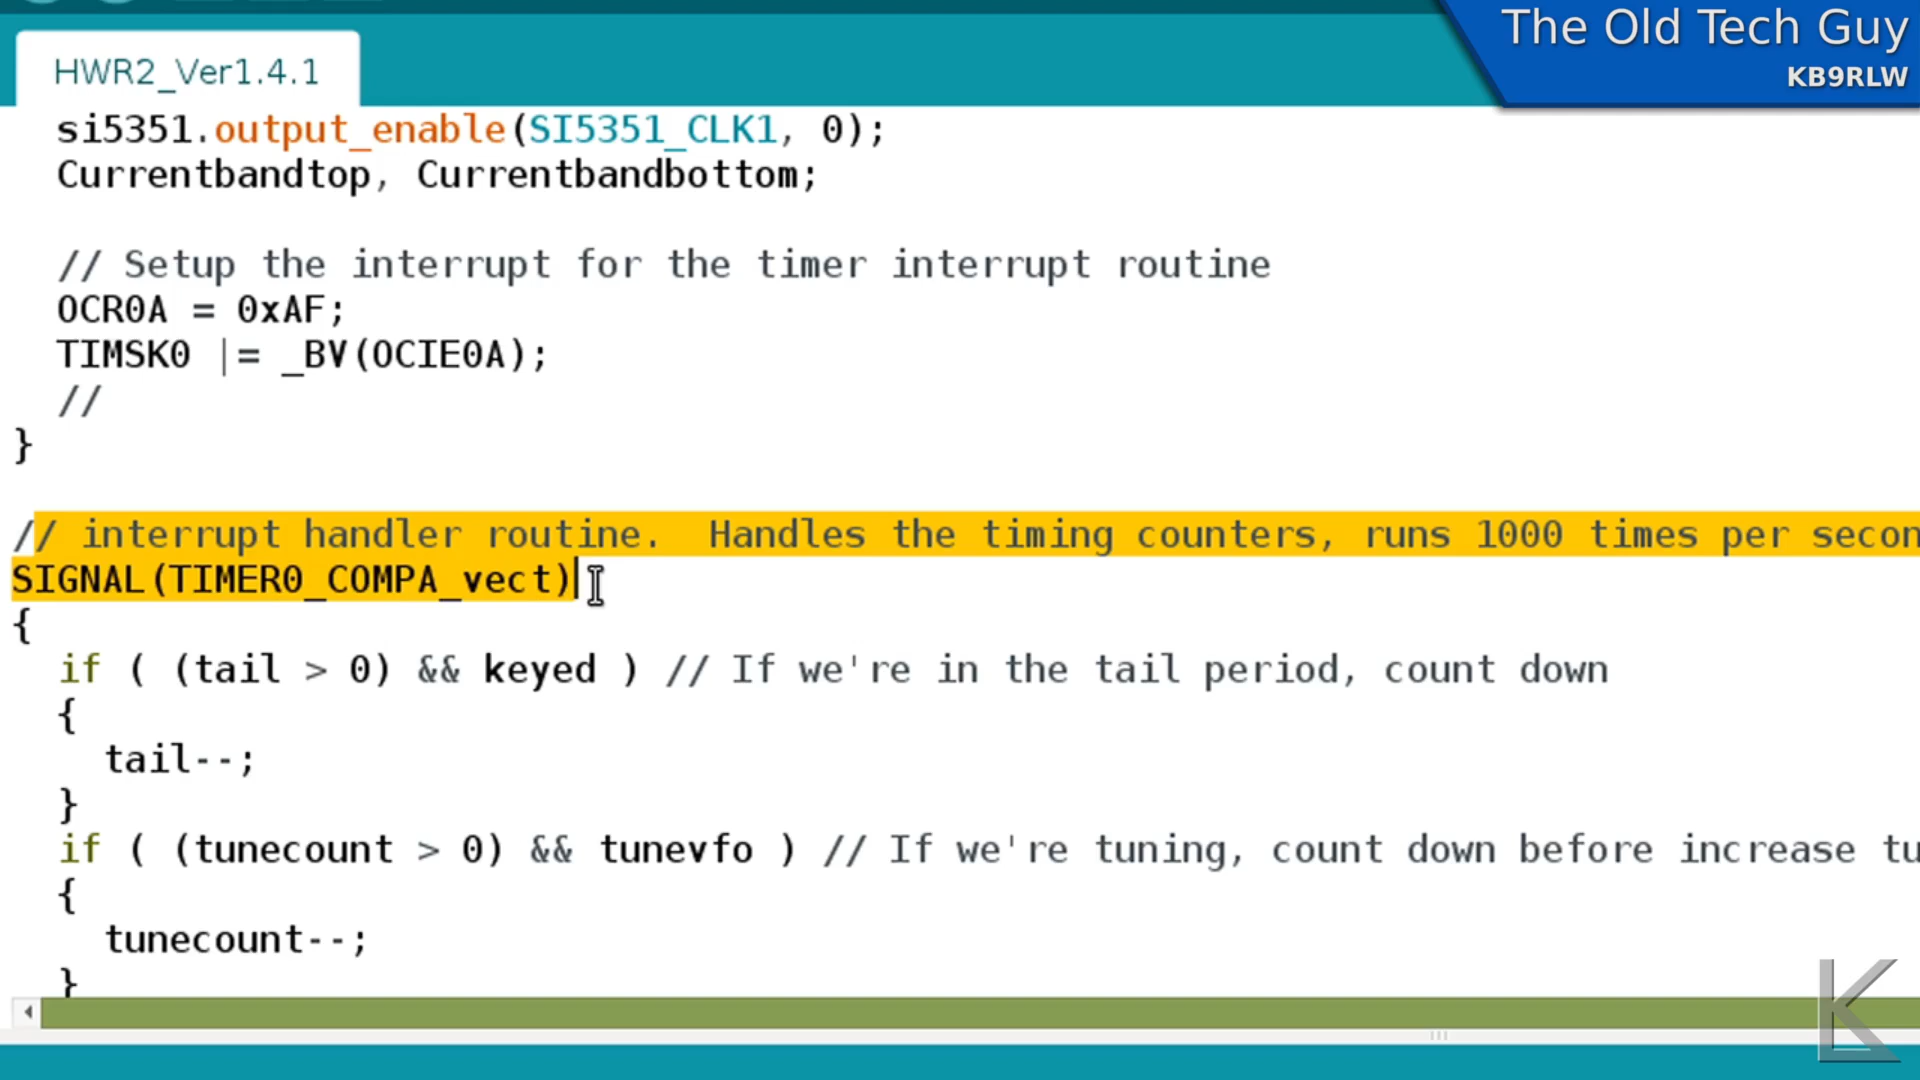 The Old Tech Guy
KB9RLW
HWR2_Ver1.4.1
si5351.output_enable(SI5351_CLK1, 0);
Currentbandtop, Currentbandbottom;
// Setup the interrupt for the timer interrupt routine
OCR0A = 0xAF;
TIMSK0 |= _BV(OCIE0A);
//
}
// interrupt handler routine.  Handles the timing counters, runs 1000 times per secon
SIGNAL(TIMER0_COMPA_vect)
{
if ( (tail > 0) && keyed ) // If we're in the tail period, count down
{
tail--;
}
if ( (tunecount > 0) && tunevfo ) // If we're tuning, count down before increase tu
{
tunecount--;
}
K